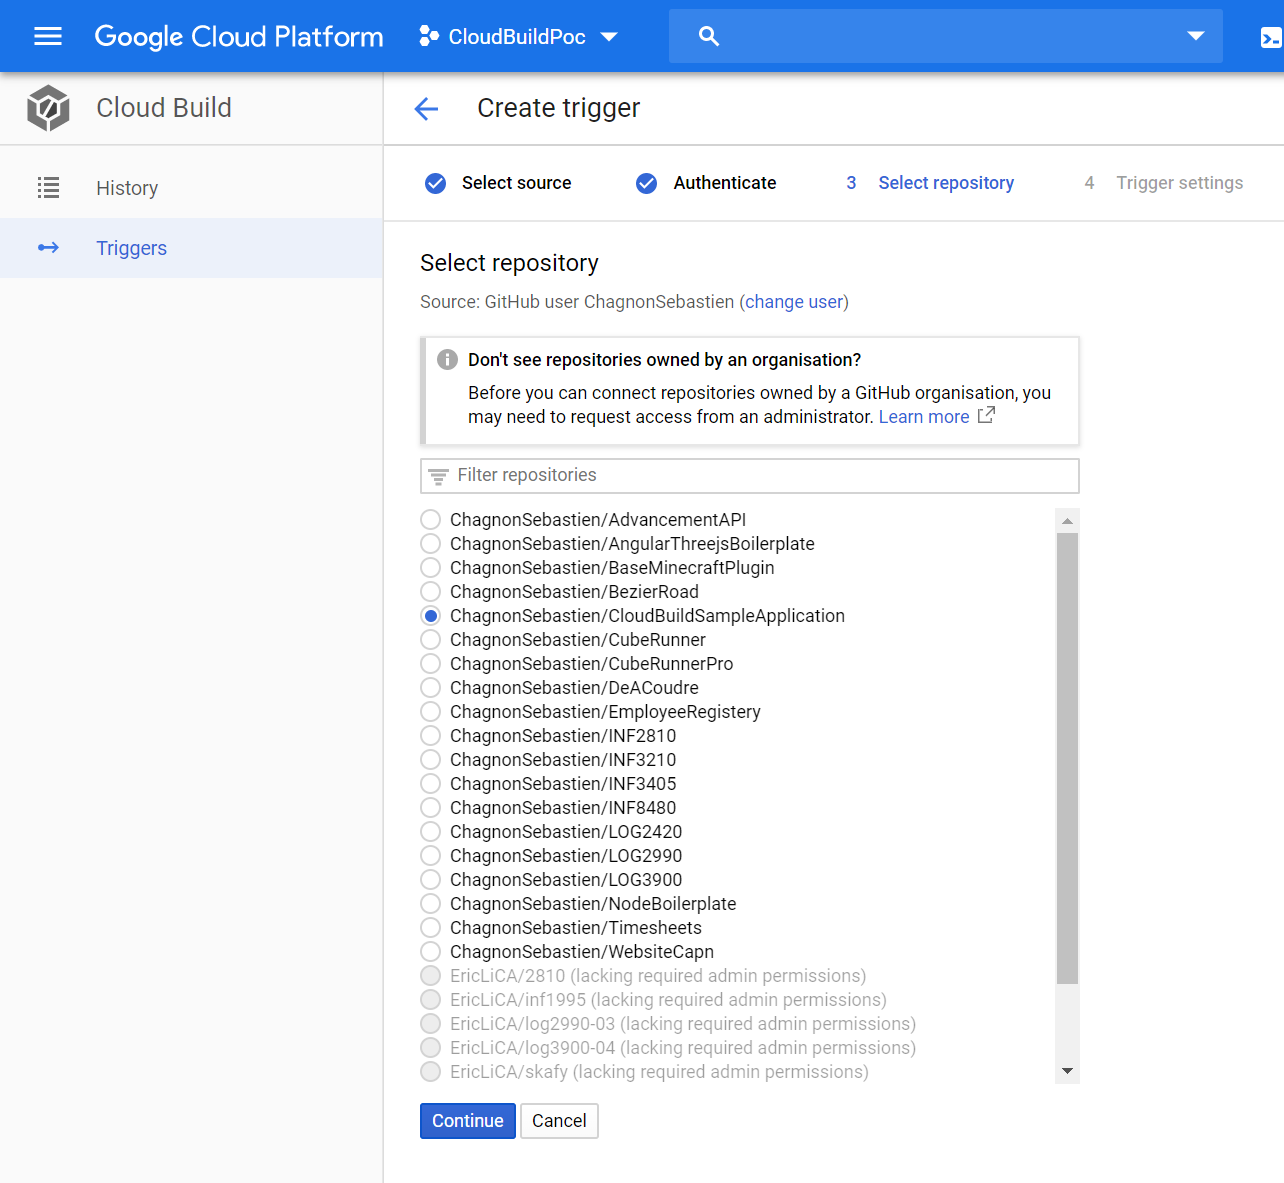 Google Cloud Platform CloudBuildPoc
Cloud Build
Create trigger
History
Triggers
Select source Authenticate 3 Select repository 4 Trigger settings
Select repository
Source: GitHub user ChagnonSebastien (change user)
Don't see repositories owned by an organisation?
Before you can connect repositories owned by a GitHub organisation, you
may need to request access from an administrator. Learn more
Filter repositories
ChagnonSebastien/AdvancementAPI
ChagnonSebastien/AngularThreejsBoilerplate
ChagnonSebastien/BaseMinecraftPlugin
ChagnonSebastien/BezierRoad
ChagnonSebastien/CloudBuildSampleApplication
ChagnonSebastien/CubeRunner
ChagnonSebastien/CubeRunnerPro
ChagnonSebastien/DeACoudre
ChagnonSebastien/EmployeeRegistery
ChagnonSebastien/INF2810
ChagnonSebastien/INF3210
ChagnonSebastien/INF3405
ChagnonSebastien/INF8480
ChagnonSebastien/LOG2420
ChagnonSebastien/LOG2990
ChagnonSebastien/LOG3900
ChagnonSebastien/NodeBoilerplate
ChagnonSebastien/Timesheets
ChagnonSebastien/WebsiteCapn
EricLiCA/2810 (lacking required admin permissions)
EricLiCA/inf1995 (lacking required admin permissions)
EricLiCA/log2990-03 (lacking required admin permissions)
EricLiCA/log3900-04 (lacking required admin permissions)
EricLiCA/skafy (lacking required admin permissions)
Continue Cancel